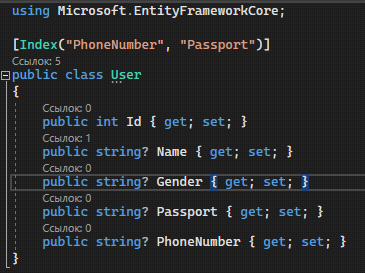 using Microsoft.EntityFrameworkCore;
[Index("PhoneNumber", "Passport")]
Ссылок: 5
public class User
{
Ссылок: 0
public int Id { get; set; }
Ссылок: 1
public string? Name { get; set; }
Ссылок: 0
public string? Gender { get; set; }
Ссылок: 0
public string? Passport { get; set; }
Ссылок: 0
public string? PhoneNumber { get; set; }
}